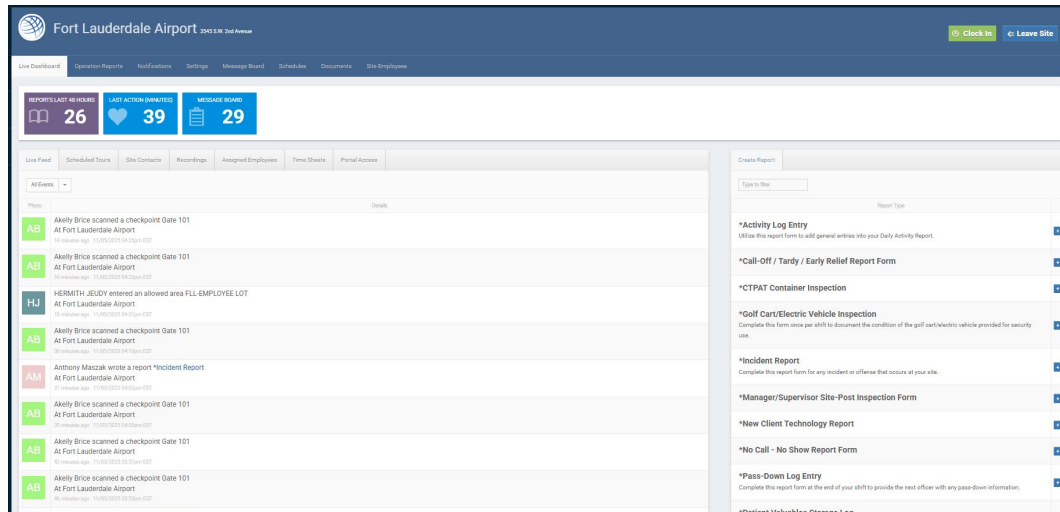 Fort Lauderdale Airport 3545 S.W. 2nd Avenue
Clock In
Leave Site
Live Dashboard Operation Reports Notifications Settings Message Board Schedules Documents Site Employees
REPORTS LAST 48 HOURS
26
LAST ACTION (MINUTES)
39
MESSAGE BOARD
29
Live Feed Scheduled Tours Site Contacts Recordings Assigned Employees Time Sheets Portal Access
All Events
Photo Details
AB
Akelly Brice scanned a checkpoint Gate 101
At Fort Lauderdale Airport
AB
Akelly Brice scanned a checkpoint Gate 101
At Fort Lauderdale Airport
HJ
HERMITH JEUDY entered an allowed area FLL-EMPLOYEE LOT
At Fort Lauderdale Airport
AB
Akelly Brice scanned a checkpoint Gate 101
At Fort Lauderdale Airport
AM
Anthony Maszak wrote a report *Incident Report
At Fort Lauderdale Airport
AB
Akelly Brice scanned a checkpoint Gate 101
At Fort Lauderdale Airport
AB
Akelly Brice scanned a checkpoint Gate 101
At Fort Lauderdale Airport
AB
Akelly Brice scanned a checkpoint Gate 101
At Fort Lauderdale Airport
Create Report
Type to filter
Report Type
*Activity Log Entry
Utilize this report form to add general entries into your Daily Activity Report.
*Call-Off / Tardy / Early Relief Report Form
*CTPAT Container Inspection
*Golf Cart/Electric Vehicle Inspection
Complete this form once per shift to document the condition of the golf cart/electric vehicle provided for security
use.
*Incident Report
Complete this report form for any incident or offense that occurs at your site.
*Manager/Supervisor Site-Post Inspection Form
*New Client Technology Report
*No Call - No Show Report Form
*Pass-Down Log Entry
Complete this report form at the end of your shift to provide the next officer with any pass-down information.
*Patient Valuables Storage Log